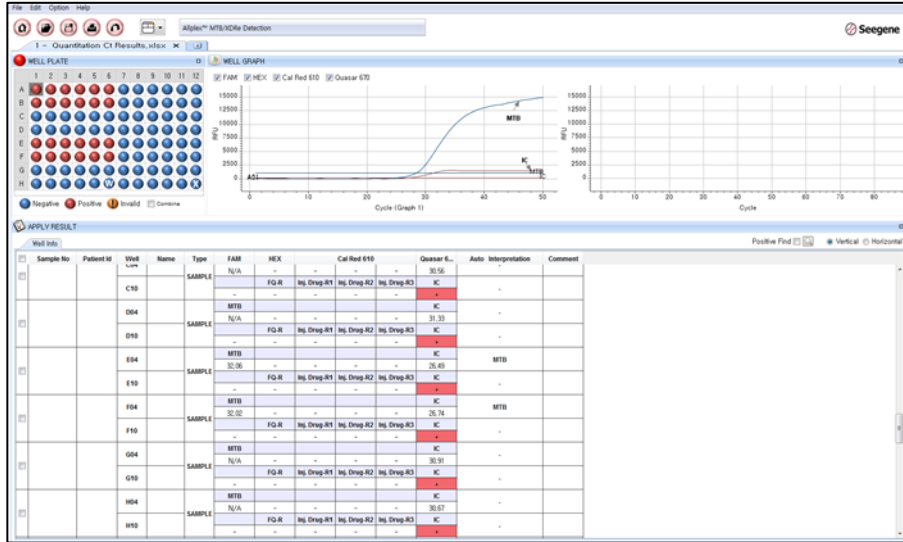 File Edit Option Help
Allplex™ MTB/XDRe Detection
Seegene
1 - Quantitation Ct Results.xlsx
WELL PLATE
WELL GRAPH
1 2 3 4 5 6 7 8 9 10 11 12
A
B
C
D
E
F
G
H W X
Negative Positive Invalid Combine
FAM HEX Cal Red 610 Quasar 670
15000 12500 10000 7500 5000 2500 0
RFU
MTB
IC
MTB
IC
A01
0 10 20 30 40 50
Cycle (Graph 1)
15000 12500 10000 7500 5000 2500 0
RFU
0 10 20 30 40 50 60 70 80
Cycle
APPLY RESULT
Well Info
Positive Find Vertical Horizontal
Sample No Patient Id Well Name Type FAM HEX Cal Red 610 Quasar 6... Auto Interpretation Comment
C04 SAMPLE N/A - - - - 30.56 -
C10 FQ-R Inj. Drug-R1 Inj. Drug-R2 Inj. Drug-R3 IC -
- - - - - +
D04 SAMPLE MTB IC -
N/A - - - - 31.33
D10 FQ-R Inj. Drug-R1 Inj. Drug-R2 Inj. Drug-R3 IC -
- - - - - +
E04 SAMPLE MTB IC MTB
32.06 - - - - 26.49
E10 FQ-R Inj. Drug-R1 Inj. Drug-R2 Inj. Drug-R3 IC -
- - - - - +
F04 SAMPLE MTB IC MTB
32.02 - - - - 26.74
F10 FQ-R Inj. Drug-R1 Inj. Drug-R2 Inj. Drug-R3 IC -
- - - - - +
G04 SAMPLE MTB IC -
N/A - - - - 30.91
G10 FQ-R Inj. Drug-R1 Inj. Drug-R2 Inj. Drug-R3 IC -
- - - - - +
H04 SAMPLE MTB IC -
N/A - - - - 30.67
H10 FQ-R Inj. Drug-R1 Inj. Drug-R2 Inj. Drug-R3 IC -
- - - - - +